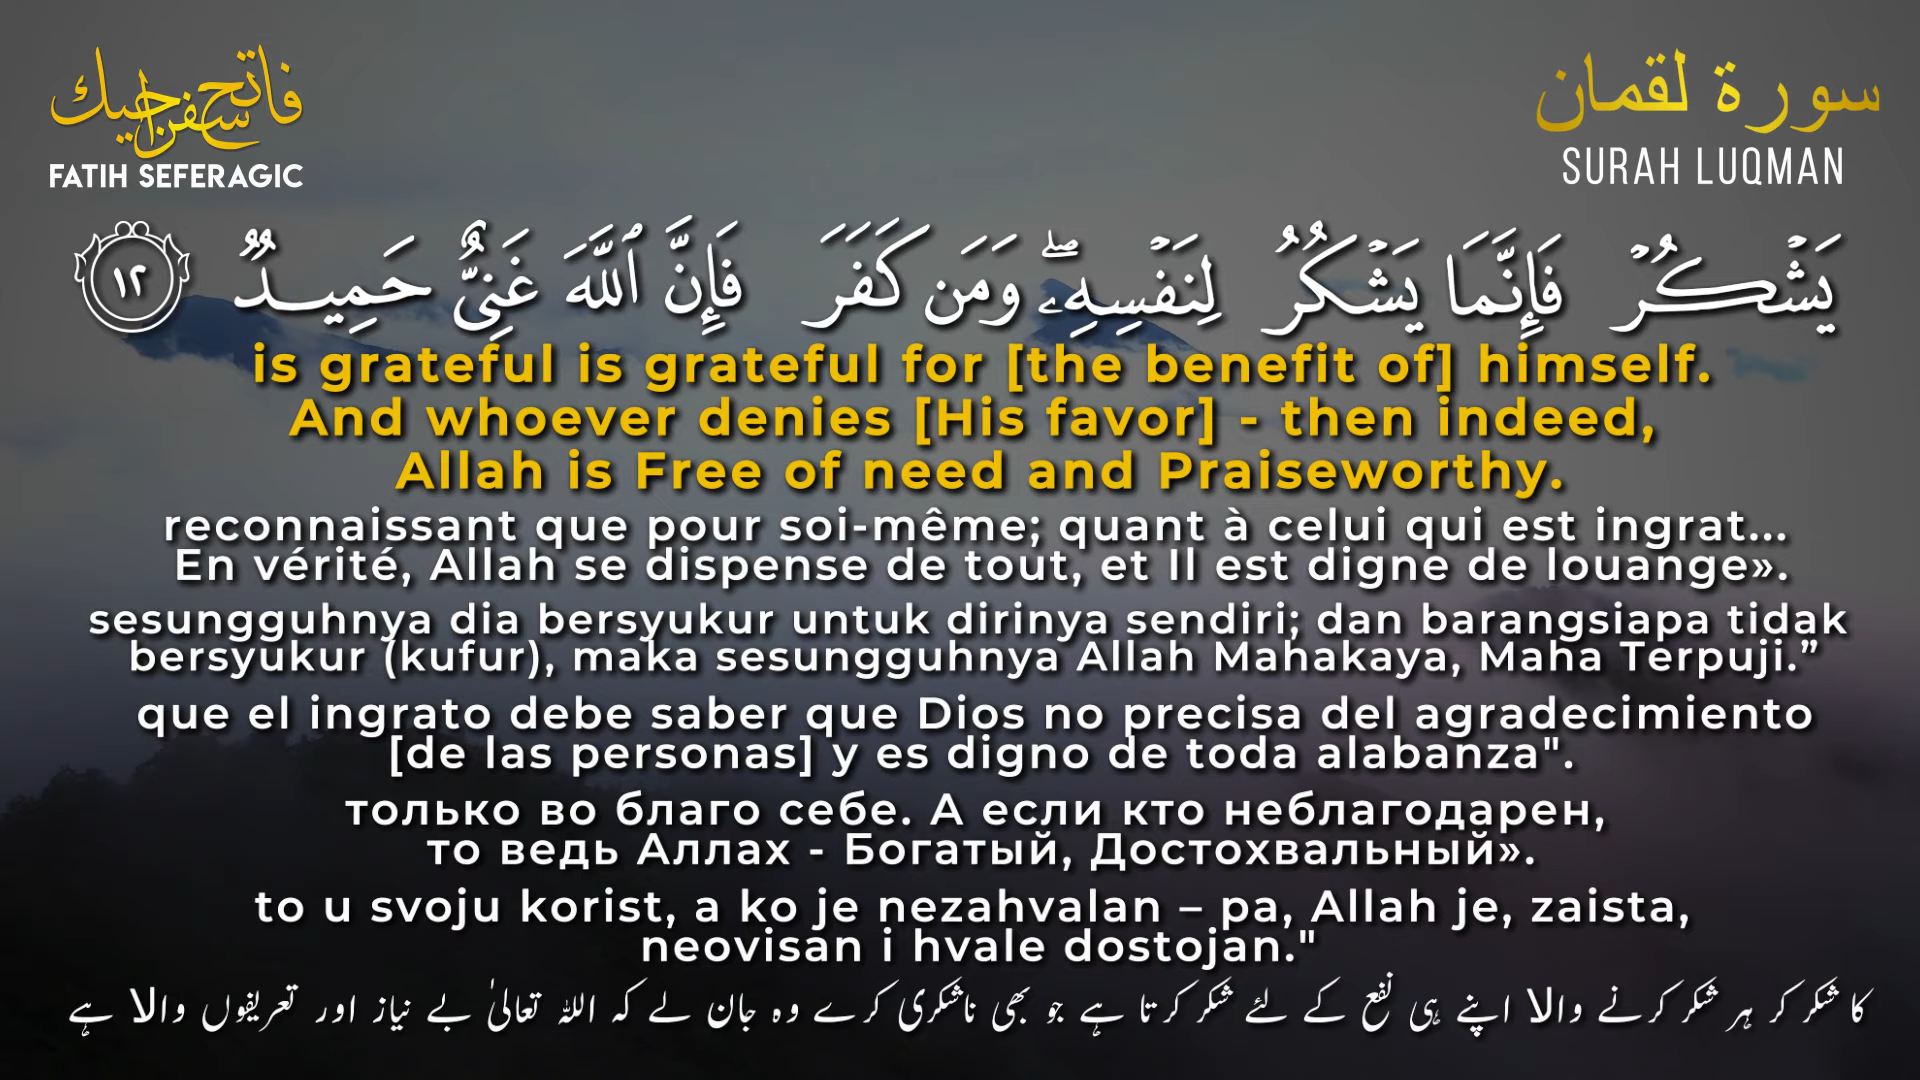 فاتح سفراجيك
FATIH SEFERAGIC
سورة لقمان
SURAH LUQMAN
يَشْكُرْ فَإِنَّمَا يَشْكُرُ لِنَفْسِهِۦۖ وَمَن كَفَرَ فَإِنَّ ٱللَّهَ غَنِىٌّ حَمِيدٌ ١٢
is grateful is grateful for [the benefit of] himself.
And whoever denies [His favor] - then indeed,
Allah is Free of need and Praiseworthy.
reconnaissant que pour soi-même; quant à celui qui est ingrat...
En vérité, Allah se dispense de tout, et Il est digne de louange».
sesungguhnya dia bersyukur untuk dirinya sendiri; dan barangsiapa tidak
bersyukur (kufur), maka sesungguhnya Allah Mahakaya, Maha Terpuji.”
que el ingrato debe saber que Dios no precisa del agradecimiento
[de las personas] y es digno de toda alabanza".
только во благо себе. А если кто неблагодарен,
то ведь Аллах - Богатый, Достохвальный».
to u svoju korist, a ko je nezahvalan – pa, Allah je, zaista,
neovisan i hvale dostojan."
کا شکر کر ہر شکر کرنے والا اپنے ہی نفع کے لئے شکر کرتا ہے جو بھی ناشکری کرے وہ جان لے کہ اللہ تعالیٰ بے نیاز اور تعریفوں والا ہے